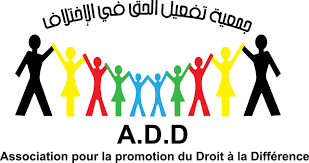 جمعية تفعيل الحق في الإختلاف
A.D.D
Association pour la promotion du Droit à la Différence